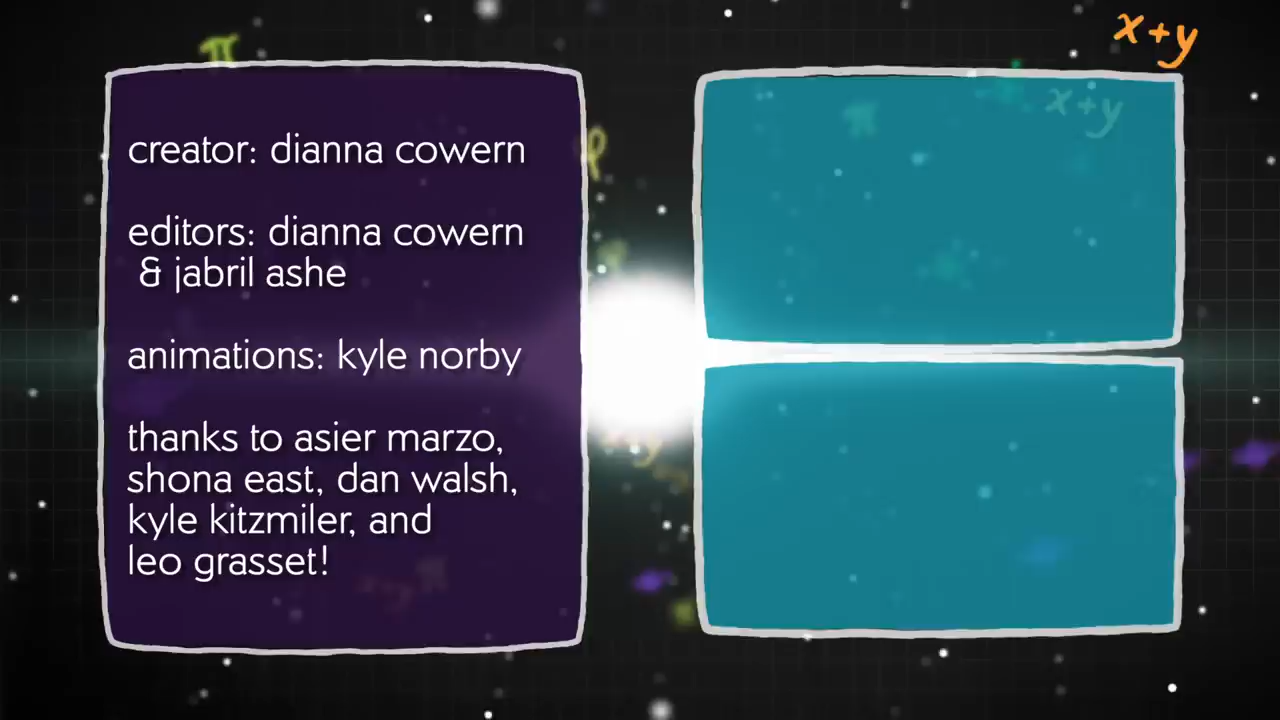 creator: dianna cowern
editors: dianna cowern
& jabril ashe
animations: kyle norby
thanks to asier marzo,
shona east, dan walsh,
kyle kitzmiler, and
leo grasset!
π
x+y
π
x+y
φ
π